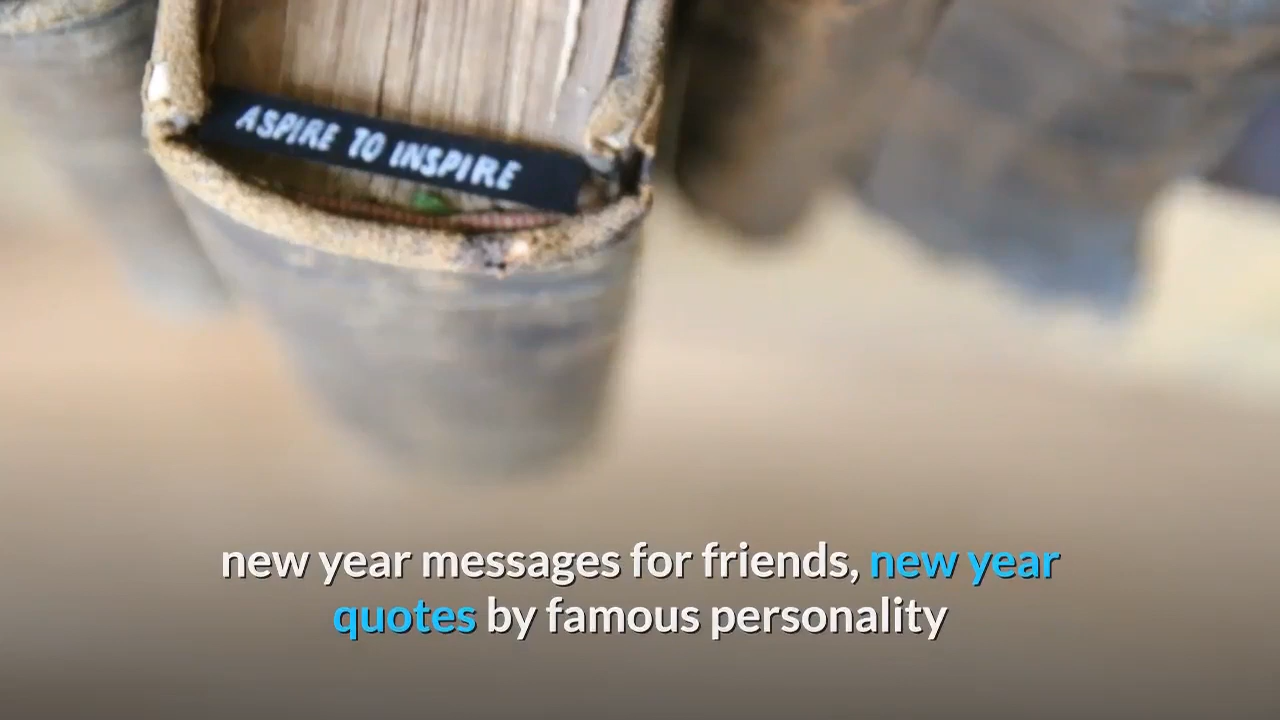 ASPIRE TO INSPIRE
new year messages for friends, new year
quotes by famous personality